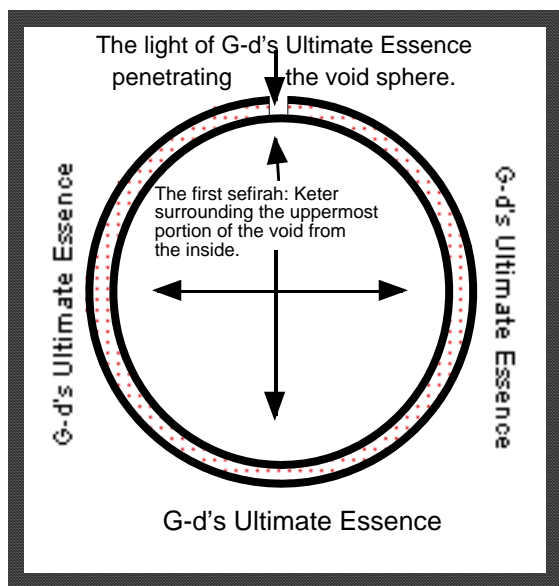 The light of G-d's Ultimate Essence
penetrating the void sphere.
The first sefirah: Keter
surrounding the uppermost
portion of the void from
the inside.
G-d's Ultimate Essence
G-d's Ultimate Essence
G-d's Ultimate Essence